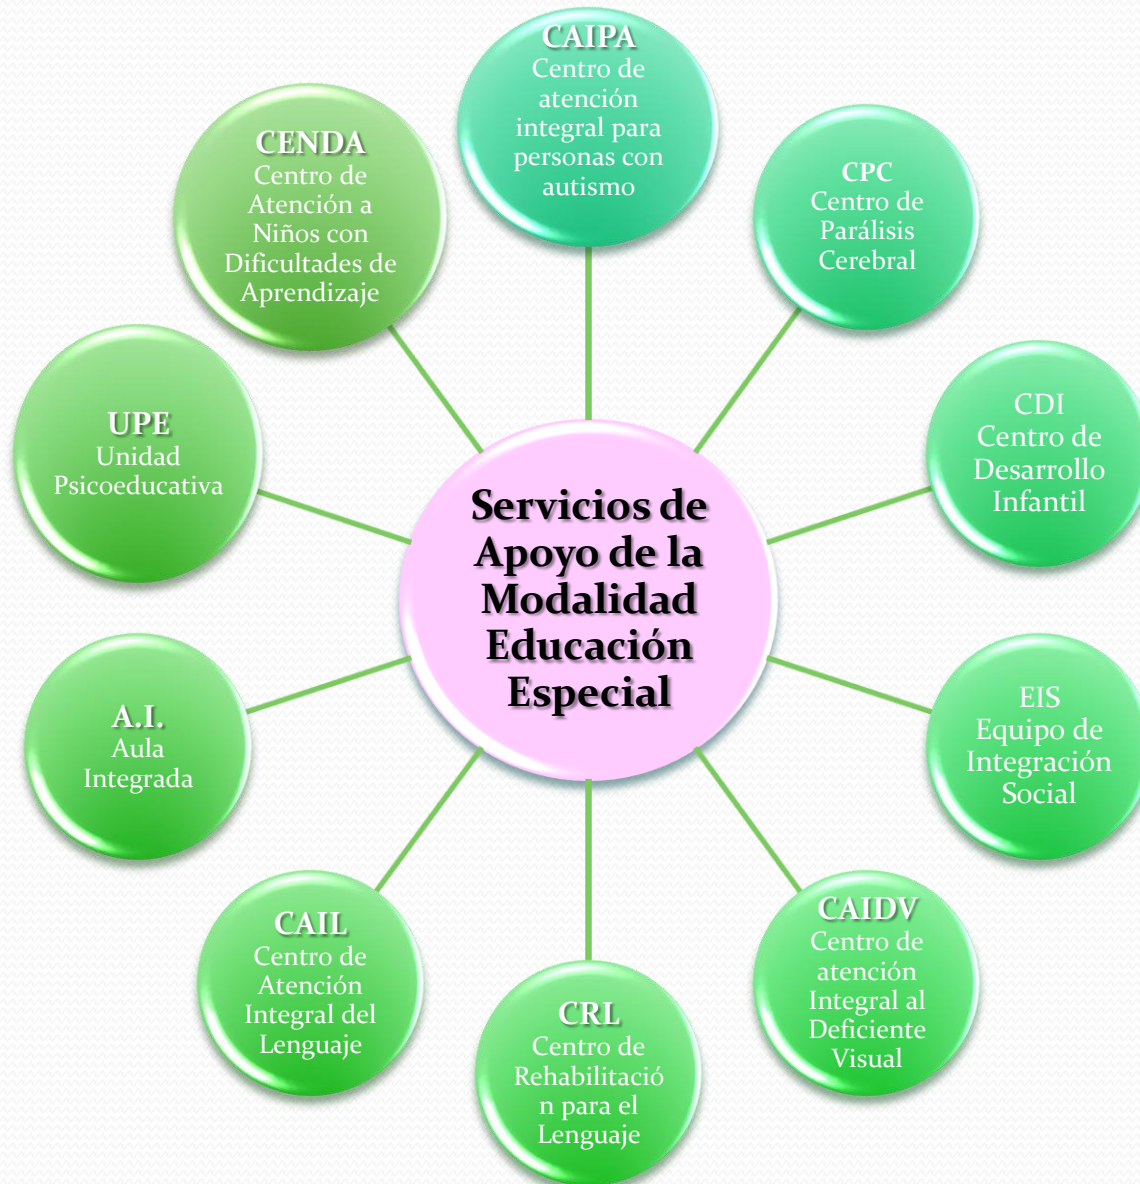 CAIPA
Centro de
atención
integral para
personas con
autismo
CPC
Centro de
Parálisis
Cerebral
CDI
Centro de
Desarrollo
Infantil
EIS
Equipo de
Integración
Social
CAIDV
Centro de
atención
Integral al
Deficiente
Visual
CRL
Centro de
Rehabilitació
n para el
Lenguaje
CAIL
Centro de
Atención
Integral del
Lenguaje
A.I.
Aula
Integrada
UPE
Unidad
Psicoeducativa
CENDA
Centro de
Atención a
Niños con
Dificultades de
Aprendizaje
Servicios de
Apoyo de la
Modalidad
Educación
Especial